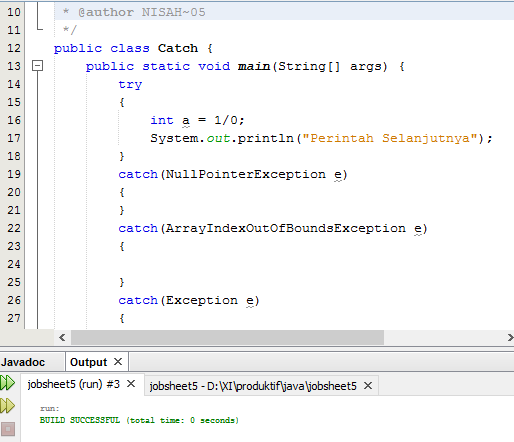 10 * @author NISAH~05
11 */
12 public class Catch {
13 public static void main(String[] args) {
14 try
15 {
16 int a = 1/0;
17 System.out.println("Perintah Selanjutnya");
18 }
19 catch(NullPointerException e)
20 {
21 }
22 catch(ArrayIndexOutOfBoundsException e)
23 {
24
25 }
26 catch(Exception e)
27 {
Javadoc Output
jobsheet5 (run) #3 jobsheet5 - D:\XI\produktif\java\jobsheet5
run:
BUILD SUCCESSFUL (total time: 0 seconds)